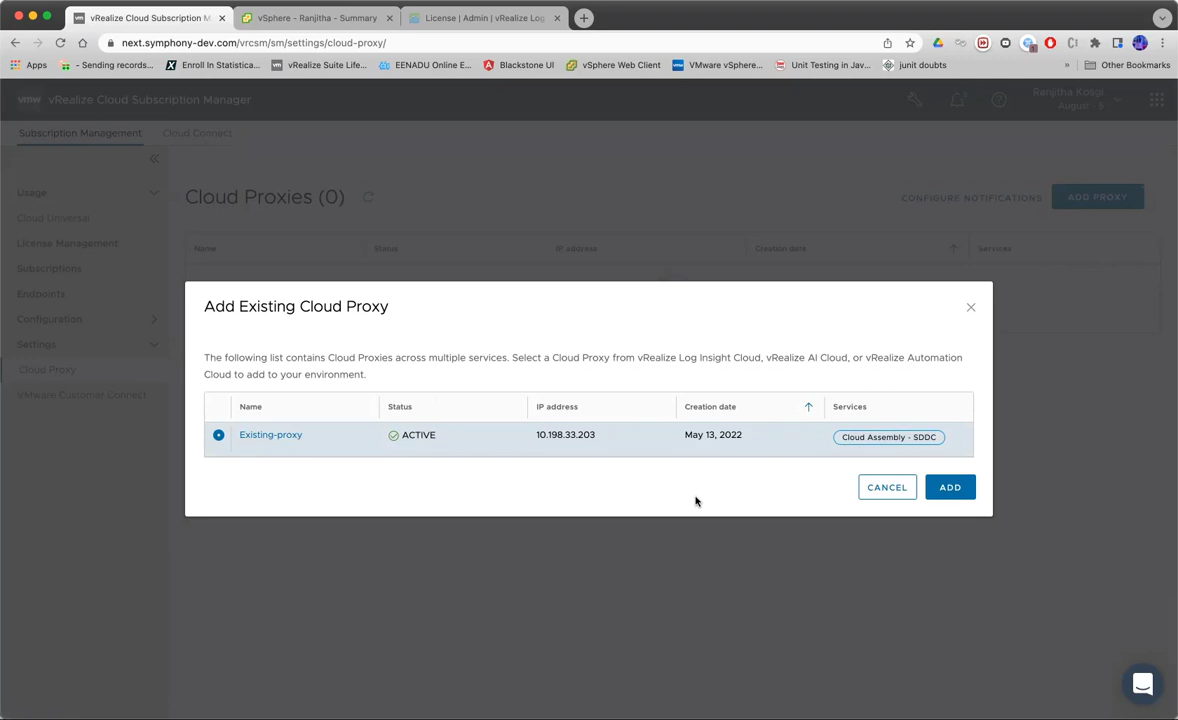 vRealize Cloud Subscription M
vSphere - Ranjitha - Summary
License | Admin | vRealize Log
next.symphony-dev.com/vrcsm/sm/settings/cloud-proxy/
Apps
- Sending records...
Enroll In Statistica...
vRealize Suite Life...
EENADU Online E...
Blackstone UI
vSphere Web Client
VMware vSphere...
Unit Testing in Jav...
junit doubts
»
Other Bookmarks
vmw vRealize Cloud Subscription Manager
Ranjitha Kosgi
August - 5
Subscription Management
Cloud Connect
Usage
Cloud Universal
License Management
Subscriptions
Endpoints
Configuration
Settings
Cloud Proxy
VMware Customer Connect
Cloud Proxies (0)
CONFIGURE NOTIFICATIONS
ADD PROXY
Name Status IP address Creation date Services
Add Existing Cloud Proxy
The following list contains Cloud Proxies across multiple services. Select a Cloud Proxy from vRealize Log Insight Cloud, vRealize AI Cloud, or vRealize Automation
Cloud to add to your environment.
Name Status IP address Creation date Services
Existing-proxy ACTIVE 10.198.33.203 May 13, 2022 Cloud Assembly - SDDC
CANCEL
ADD